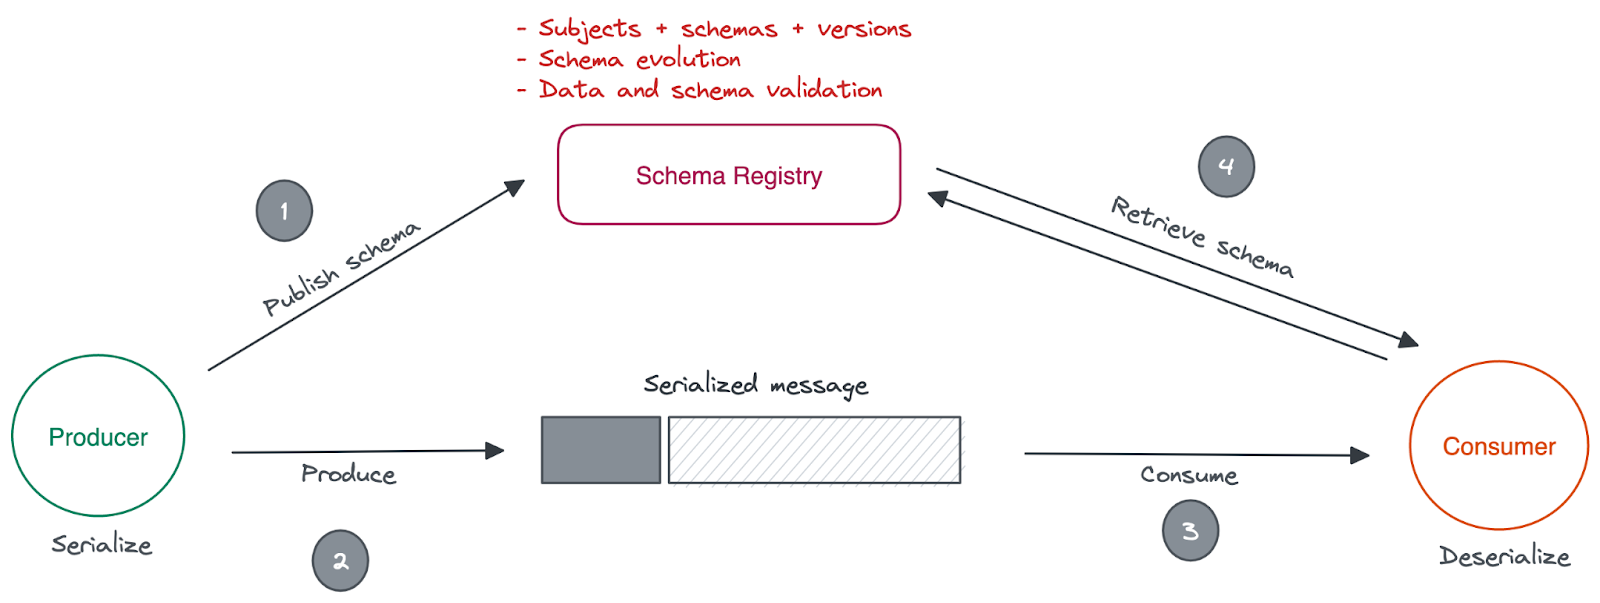 - Subjects + schemas + versions
- Schema evolution
- Data and schema validation
Schema Registry
1
Publish schema
4
Retrieve schema
Serialized message
Producer
Produce
Consume
Consumer
Serialize
2
3
Deserialize